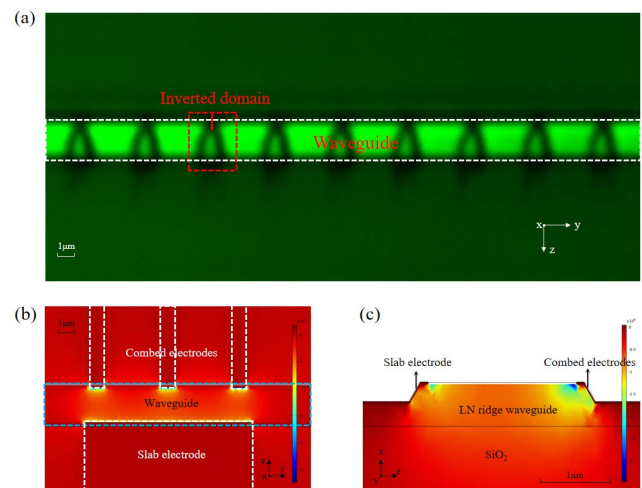 (a)
Inverted domain
Waveguide
x y
z
1μm
(b)
(c)
1μm
Combed electrodes
Slab electrode
Combed electrodes
Waveguide
LN ridge waveguide
Slab electrode
SiO₂
z
x y
x
y z
1μm